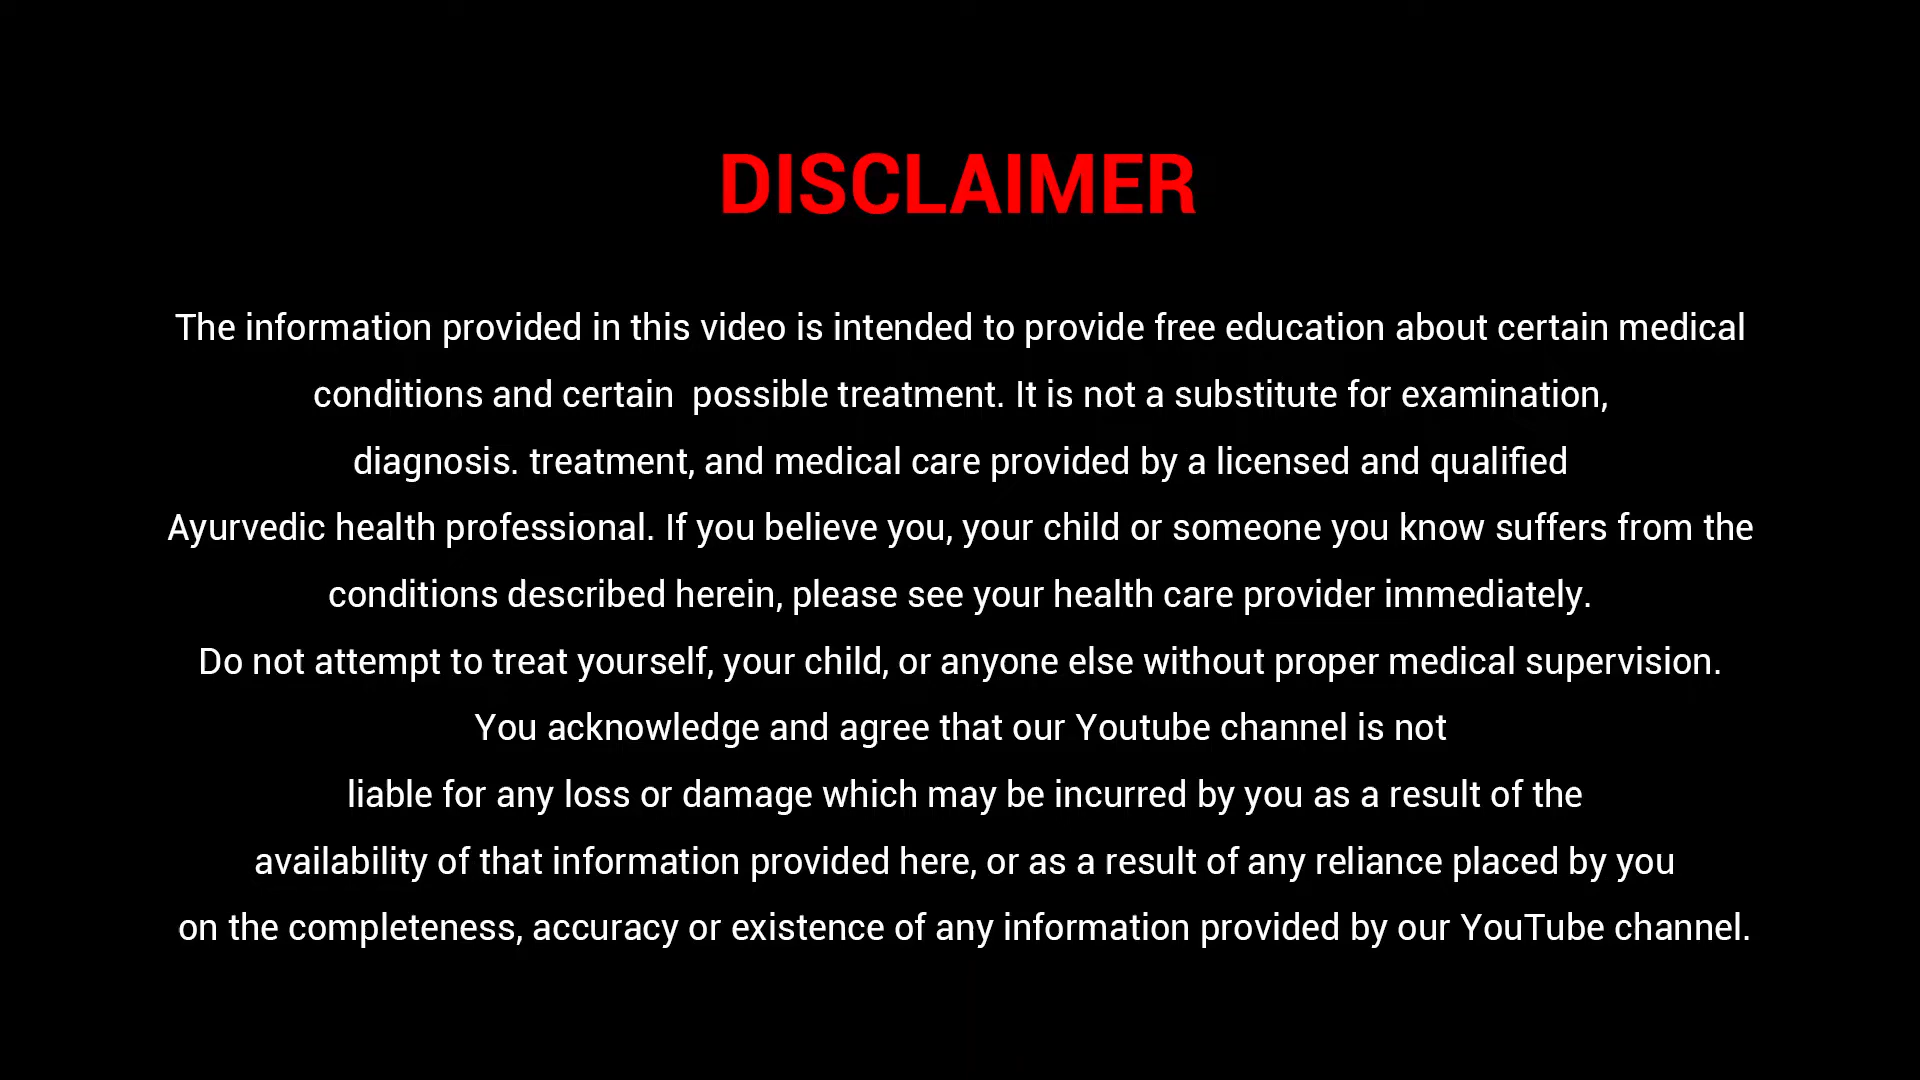 DISCLAIMER
The information provided in this video is intended to provide free education about certain medical
conditions and certain  possible treatment. It is not a substitute for examination,
diagnosis. treatment, and medical care provided by a licensed and qualified
Ayurvedic health professional. If you believe you, your child or someone you know suffers from the
conditions described herein, please see your health care provider immediately.
Do not attempt to treat yourself, your child, or anyone else without proper medical supervision.
You acknowledge and agree that our Youtube channel is not
liable for any loss or damage which may be incurred by you as a result of the
availability of that information provided here, or as a result of any reliance placed by you
on the completeness, accuracy or existence of any information provided by our YouTube channel.